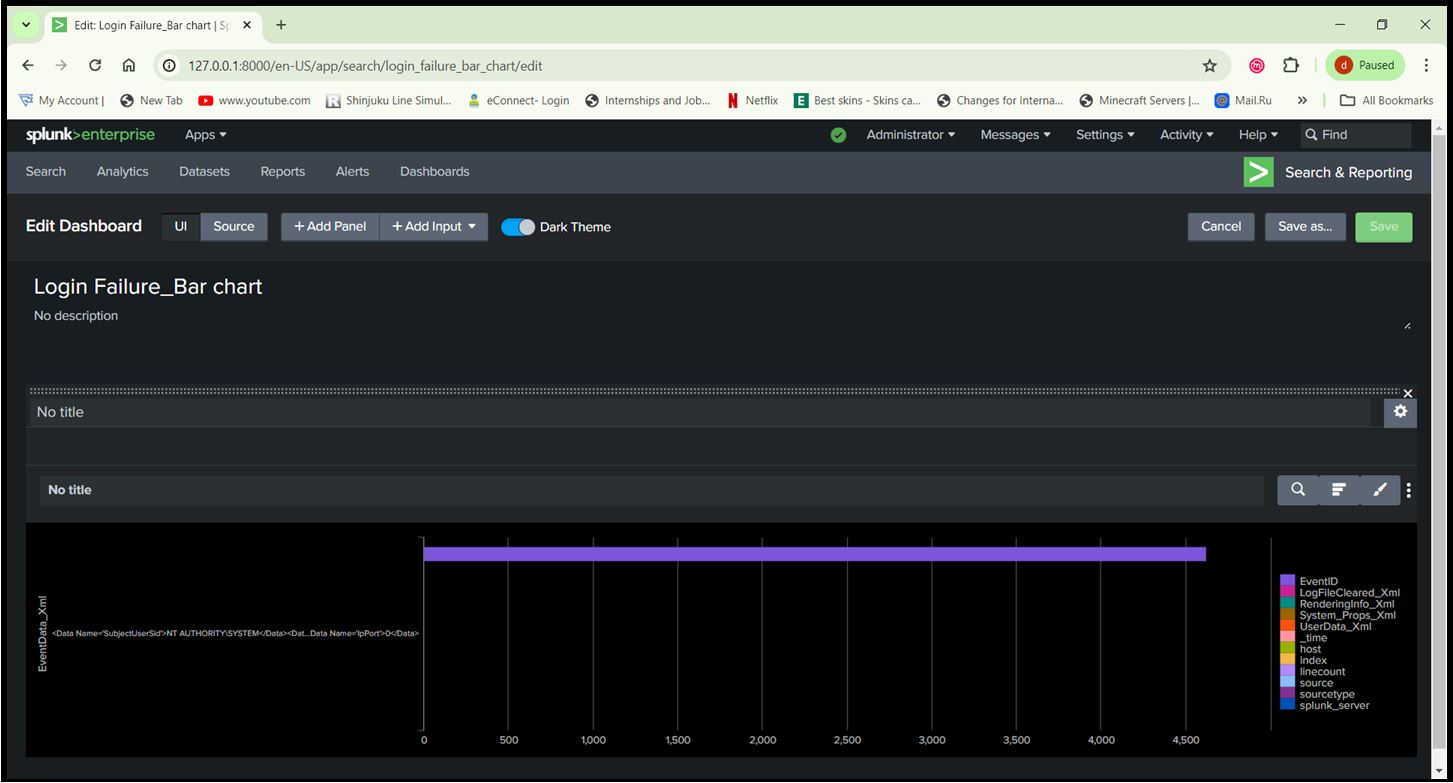 Edit: Login Failure_Bar chart | Sp
127.0.0.1:8000/en-US/app/search/login_failure_bar_chart/edit
d Paused
My Account | New Tab www.youtube.com Shinjuku Line Simul... eConnect- Login Internships and Job... Netflix Best skins - Skins ca... Changes for Interna... Minecraft Servers |... Mail.Ru » All Bookmarks
splunk>enterprise Apps Administrator Messages Settings Activity Help Find
Search Analytics Datasets Reports Alerts Dashboards Search & Reporting
Edit Dashboard UI Source + Add Panel + Add Input Dark Theme Cancel Save as... Save
Login Failure_Bar chart
No description
No title
No title
EventData_Xml
<Data Name='SubjectUserSid'>NT AUTHORITY\SYSTEM</Data><Dat...Data Name='IpPort'>0</Data>
0 500 1,000 1,500 2,000 2,500 3,000 3,500 4,000 4,500
EventID
LogFileCleared_Xml
RenderingInfo_Xml
System_Props_Xml
UserData_Xml
_time
host
index
linecount
source
sourcetype
splunk_server